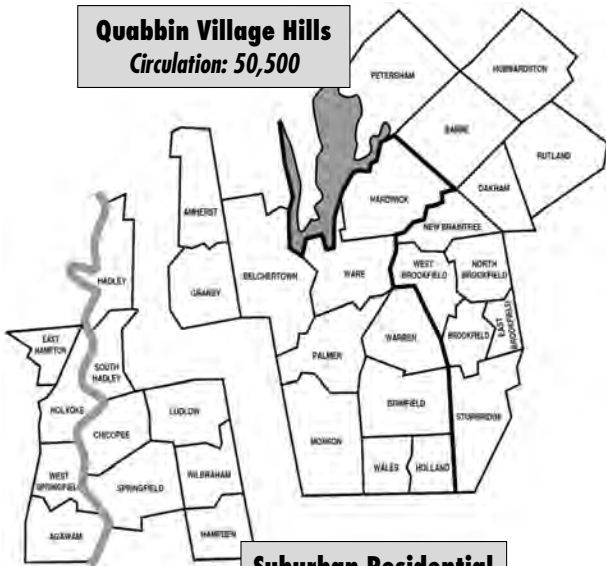 Quabbin Village Hills
Circulation: 50,500
PETERSHAM
HUBBARDSTON
BARRE
RUTLAND
OAKHAM
HARDWICK
NEW BRAINTREE
AMHERST
HADLEY
GRANBY
BELCHERTOWN
WARE
WEST
BROOKFIELD
NORTH
BROOKFIELD
EAST
HAMPTON
SOUTH
HADLEY
PALMER
WARREN
BROOKFIELD
EAST
BROOKFIELD
HOLYOKE
CHICOPEE
LUDLOW
BRIMFIELD
STURBRIDGE
MONSON
WALES
HOLLAND
WEST
SPRINGFIELD
SPRINGFIELD
WILBRAHAM
AGAWAM
HAMPDEN
Suburban Residential